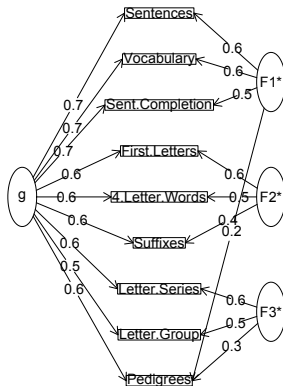 Sentences
0.6
Vocabulary
0.6
F1*
0.5
Sent.Completion
0.7
0.7
0.7
First.Letters
0.6
0.6
g
0.6
4.Letter.Words
0.5
F2*
0.6
0.4
0.2
Suffixes
0.6
Letter.Series
0.6
F3*
0.5
0.5
Letter.Group
0.6
0.3
Pedigrees